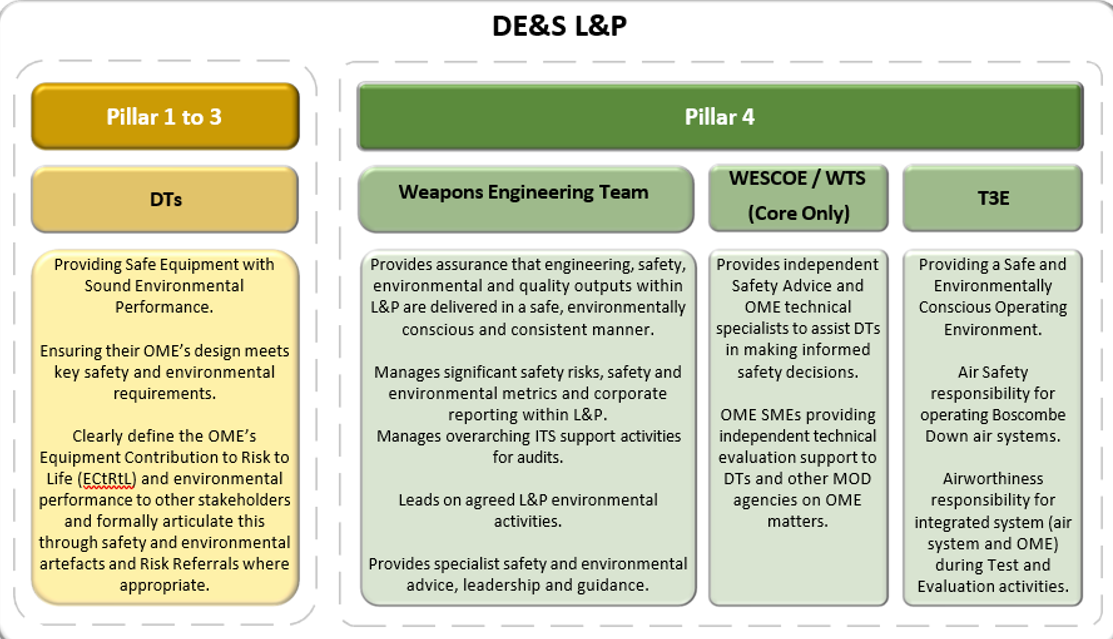 DE&S L&P
Pillar 1 to 3
DTs
Providing Safe Equipment with
Sound Environmental
Performance.
Ensuring their OME's design meets
key safety and environmental
requirements.
Clearly define the OME's
Equipment Contribution to Risk to
Life (ECtRtL) and environmental
performance to other stakeholders
and formally articulate this
through safety and environmental
artefacts and Risk Referrals where
appropriate.
Pillar 4
Weapons Engineering Team
Provides assurance that engineering, safety,
environmental and quality outputs within
L&P are delivered in a safe, environmentally
conscious and consistent manner.
Manages significant safety risks, safety and
environmental metrics and corporate
reporting within L&P.
Manages overarching ITS support activities
for audits.
Leads on agreed L&P environmental
activities.
Provides specialist safety and environmental
advice, leadership and guidance.
WESCOE / WTS
(Core Only)
Provides independent
Safety Advice and
OME technical
specialists to assist DTs
in making informed
safety decisions.
OME SMEs providing
independent technical
evaluation support to
DTs and other MOD
agencies on OME
matters.
T3E
Providing a Safe and
Environmentally
Conscious Operating
Environment.
Air Safety
responsibility for
operating Boscombe
Down air systems.
Airworthiness
responsibility for
integrated system (air
system and OME)
during Test and
Evaluation activities.